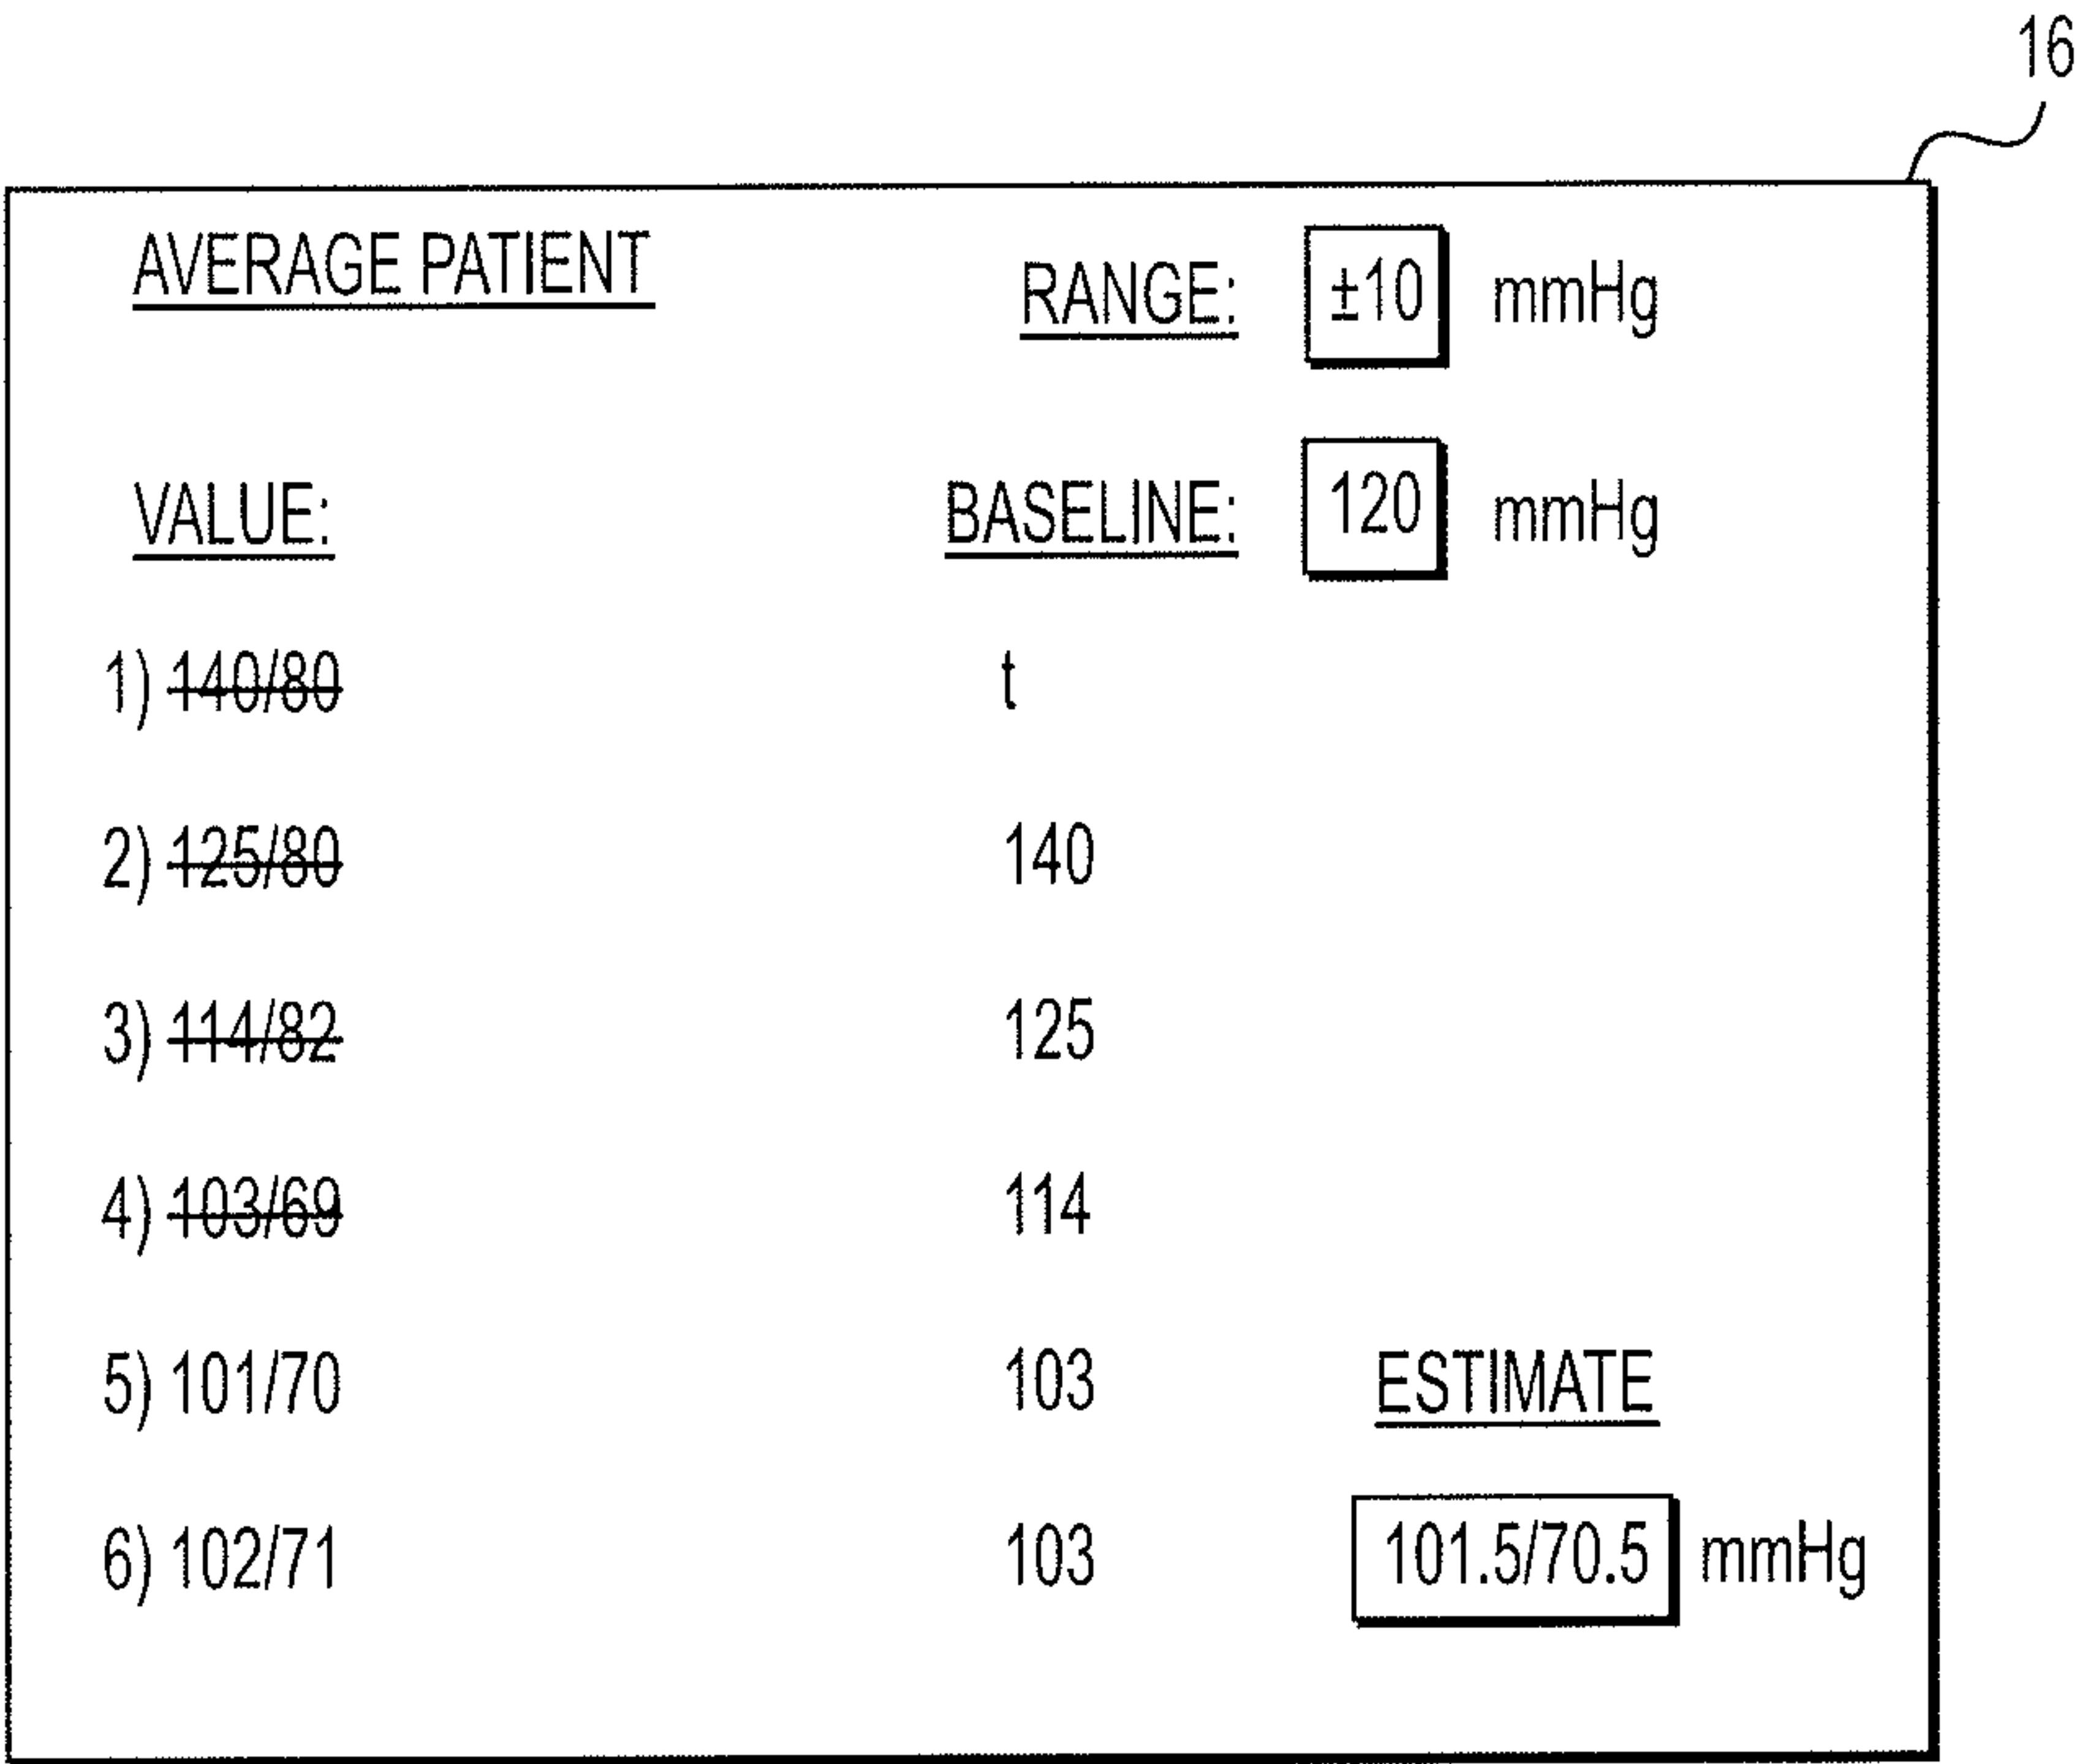 16
AVERAGE PATIENT
RANGE: ±10 mmHg
VALUE: BASELINE: 120 mmHg
1) 140/80 t
2) 125/80 140
3) 114/82 125
4) 103/69 114
5) 101/70 103 ESTIMATE
6) 102/71 103 101.5/70.5 mmHg